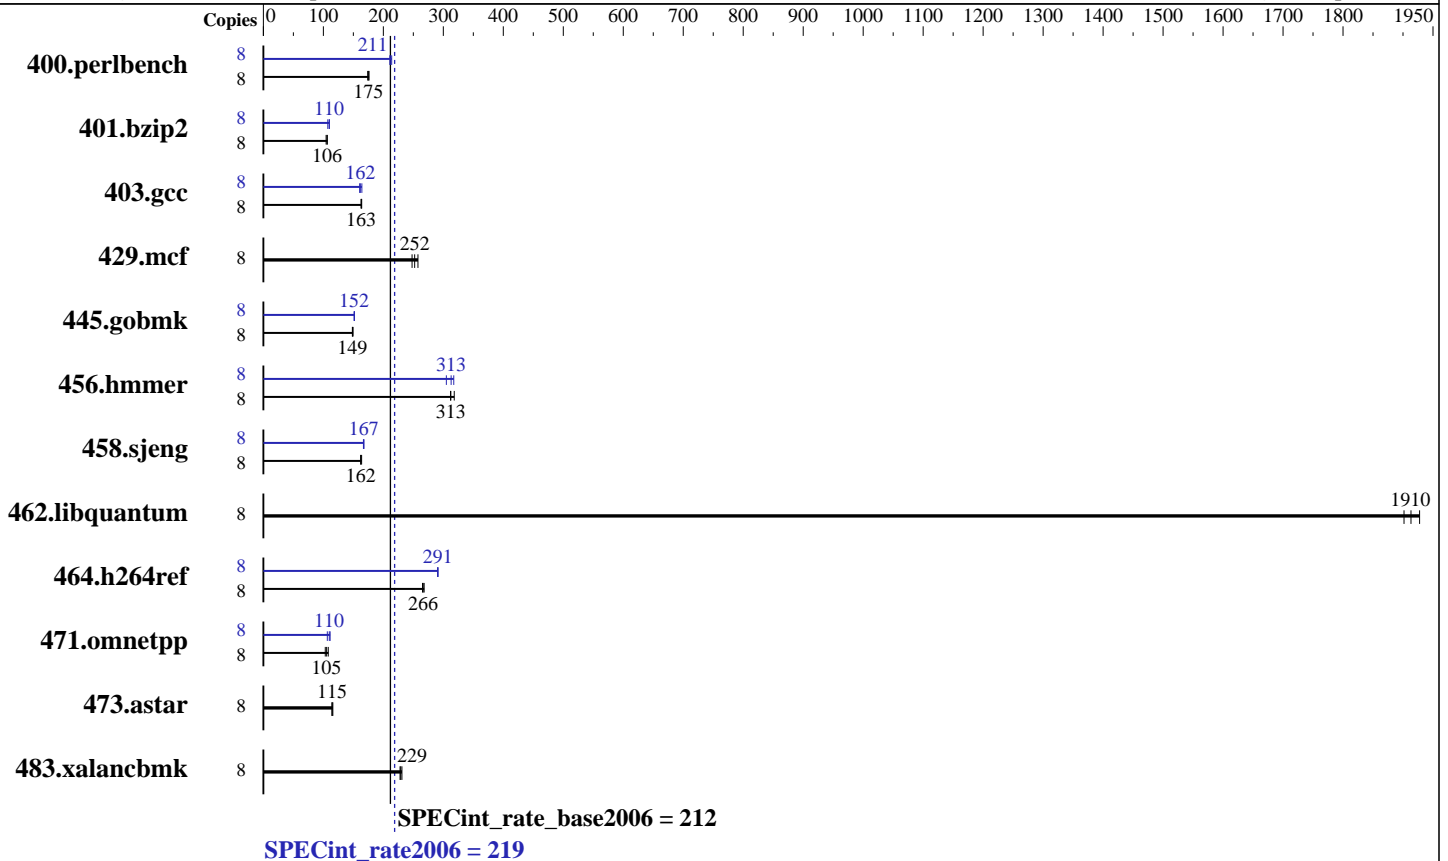 Copies 0 100 200 300 400 500 600 700 800 900 1000 1100 1200 1300 1400 1500 1600 1700 1800 1950
400.perlbench 8 211
8 175
401.bzip2 8 110
8 106
403.gcc 8 162
8 163
429.mcf 8 252
445.gobmk 8 152
8 149
456.hmmer 8 313
8 313
458.sjeng 8 167
8 162
462.libquantum 8 1910
464.h264ref 8 291
8 266
471.omnetpp 8 110
8 105
473.astar 8 115
483.xalancbmk 8 229
SPECint_rate_base2006 = 212
SPECint_rate2006 = 219